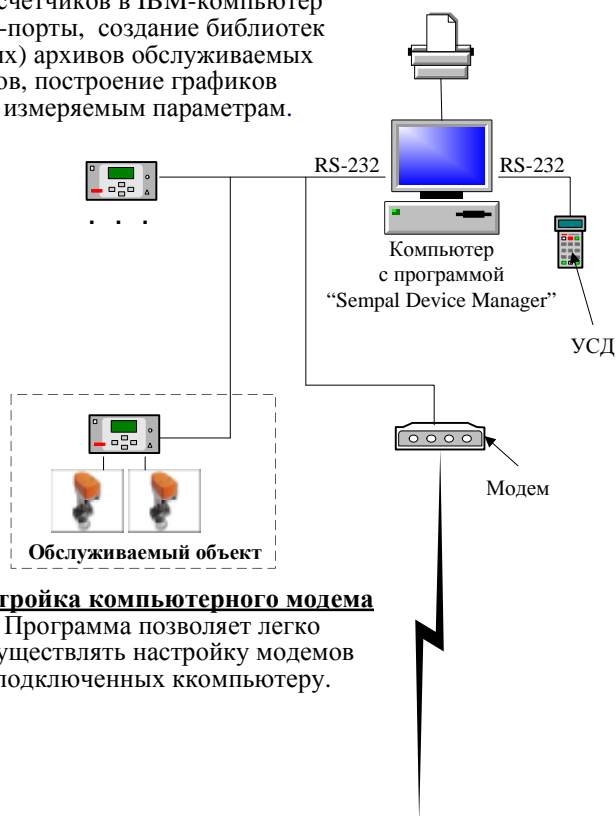 счетчиков в IBM-компьютер
-порты, создание библиотек
их) архивов обслуживаемых
ов, построение графиков
измеряемым параметрам.
RS-232
RS-232
. . .
Компьютер
с программой
“Sempal Device Manager”
УСД
Модем
Обслуживаемый объект
тройка компьютерного модема
Программа позволяет легко
уществлять настройку модемов
подключенных ккомпьютеру.